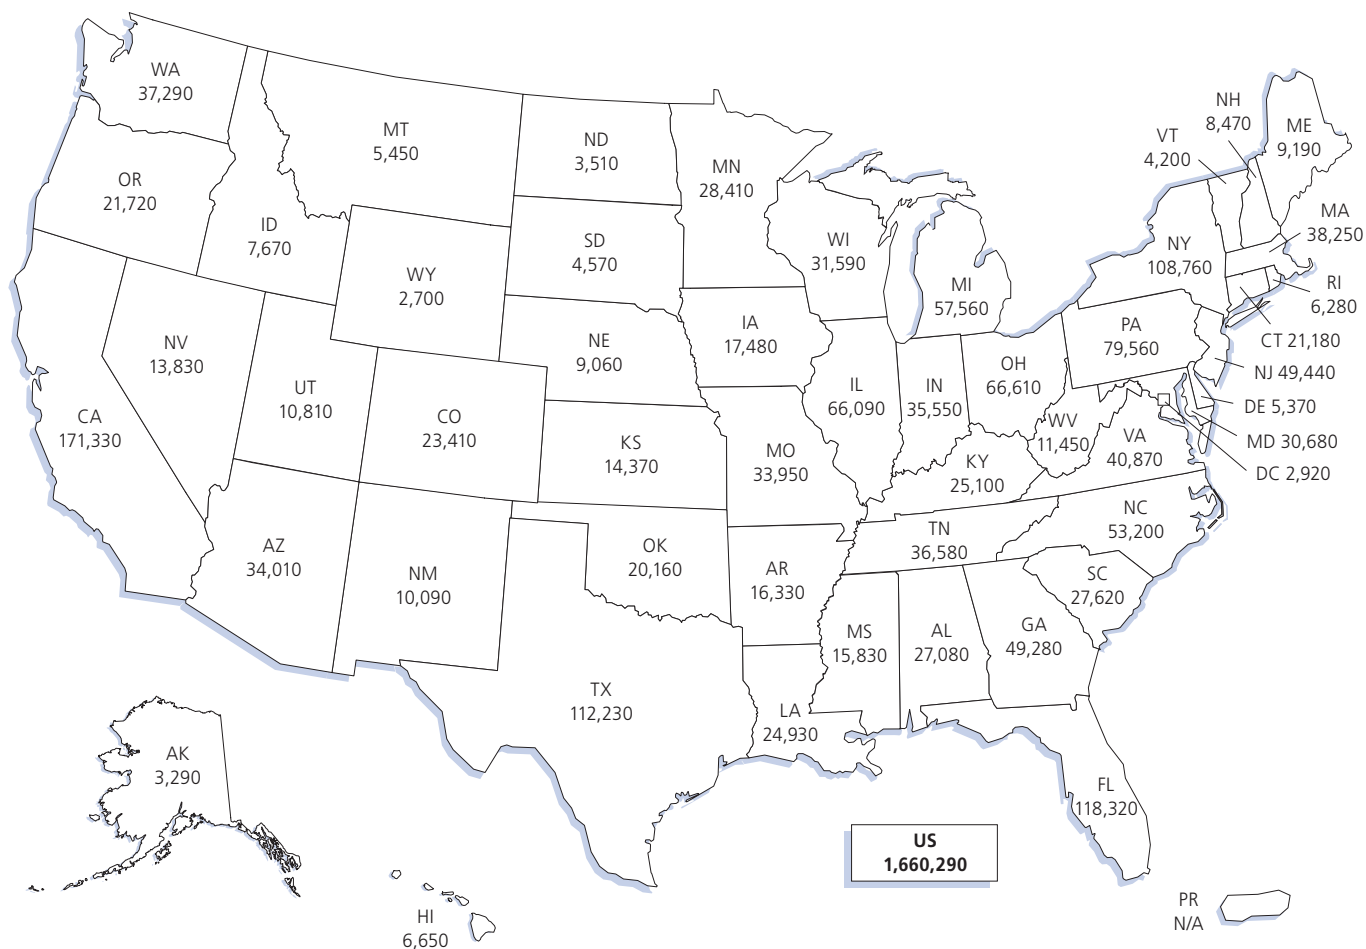 WA
37,290
MT
5,450
ND
3,510
MN
28,410
OR
21,720
ID
7,670
WY
2,700
SD
4,570
WI
31,590
MI
57,560
NH
8,470
VT
4,200
ME
9,190
MA
38,250
NY
108,760
RI
6,280
CT 21,180
NJ 49,440
DE 5,370
MD 30,680
DC 2,920
PA
79,560
NV
13,830
UT
10,810
CO
23,410
NE
9,060
IA
17,480
IL
66,090
IN
35,550
OH
66,610
CA
171,330
KS
14,370
MO
33,950
KY
25,100
WV
11,450
VA
40,870
AZ
34,010
NM
10,090
OK
20,160
AR
16,330
TN
36,580
NC
53,200
SC
27,620
MS
15,830
AL
27,080
GA
49,280
TX
112,230
LA
24,930
FL
118,320
AK
3,290
HI
6,650
US
1,660,290
PR
N/A